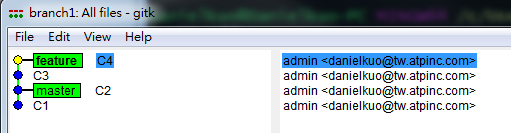 branch1: All files - gitk
File Edit View Help
feature C4 admin <danielkuo@tw.atpinc.com>
C3 admin <danielkuo@tw.atpinc.com>
master C2 admin <danielkuo@tw.atpinc.com>
C1 admin <danielkuo@tw.atpinc.com>